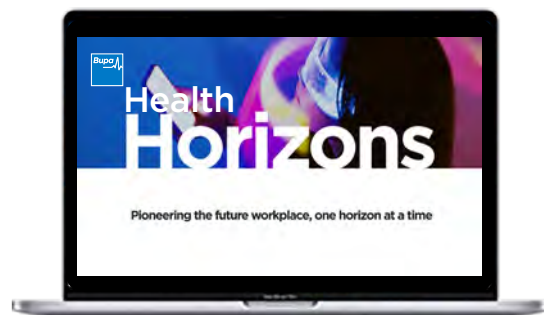 Bupa
Health
Horizons
Pioneering the future workplace, one horizon at a time